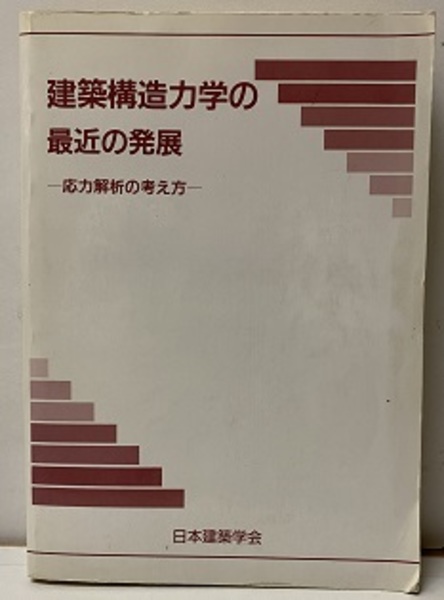 建築構造力学の
最近の発展
―応力解析の考え方―
日本建築学会